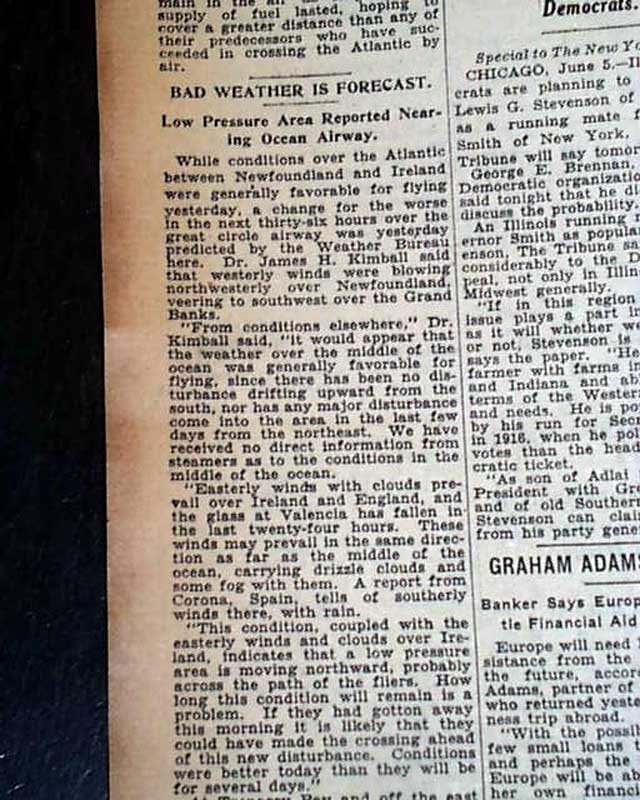 main in the air as
supply of fuel lasted, hoping to
cover a greater distance than any of
their predecessors who have suc-
ceeded in crossing the Atlantic by
air.
BAD WEATHER IS FORECAST.
Low Pressure Area Reported Near-
ing Ocean Airway.
While conditions over the Atlantic
between Newfoundland and Ireland
were generally favorable for flying
yesterday, a change for the worse
in the next thirty-six hours over the
great circle airway was yesterday
predicted by the Weather Bureau
here. Dr. James H. Kimball said
that westerly winds were blowing
northwesterly over Newfoundland,
veering to southwest over the Grand
Banks.
"From conditions elsewhere," Dr.
Kimball said, "it would appear that
the weather over the middle of the
ocean was generally favorable for
flying, since there has been no dis-
turbance drifting upward from the
south, nor has any major disturbance
come into the area in the last few
days from the northeast. We have
received no direct information from
steamers as to the conditions in the
middle of the ocean.
"Easterly winds with clouds pre-
vail over Ireland and England, and
the glass at Valencia has fallen in
the last twenty-four hours. These
winds may prevail in the same direc-
tion as far as the middle of the
ocean, carrying drizzle clouds and
some fog with them. A report from
Corona, Spain, tells of southerly
winds there, with rain.
"This condition, coupled with the
easterly winds and clouds over Ire-
land, indicates that a low pressure
area is moving northward, probably
across the path of the fliers. How
long this condition will remain is a
problem. If they had gotton away
this morning it is likely that they
could have made the crossing ahead
of this new disturbance. Conditions
were better today than they will be
for several days."
and off the east
Democrats.
Special to The New Yo
CHICAGO, June 5.—Il
crats are planning to
Lewis G. Stevenson of
as a running mate f
Smith of New York,
Tribune will say tomor
George E. Brennan,
Democratic organizatio
said tonight that he di
discuss the probability.
An Illinois running
ernor Smith as popula
enson, The Tribune sa
considerably to the D
peal, not only in Illin
Midwest generally.
"If in this region
issue plays a part in
as it will whether w
or not, Stevenson is
says the paper. "He
farmer with farms in
and Indiana and ab
terms of the Wester
and needs. He is po
by his run for Secr
in 1918, when he pol
votes than the head
cratic ticket.
"As son of Adlai
President with Gr
and of old Southern
Stevenson can clai
from his party gene
GRAHAM ADAMS
Banker Says Europ
tle Financial Aid
Europe will need l
sistance from the
the future, accor
Adams, partner of
who returned yeste
ness trip abroad.
"With the possib
few small loans t
and perhaps the
Europe will be ab
her own financ